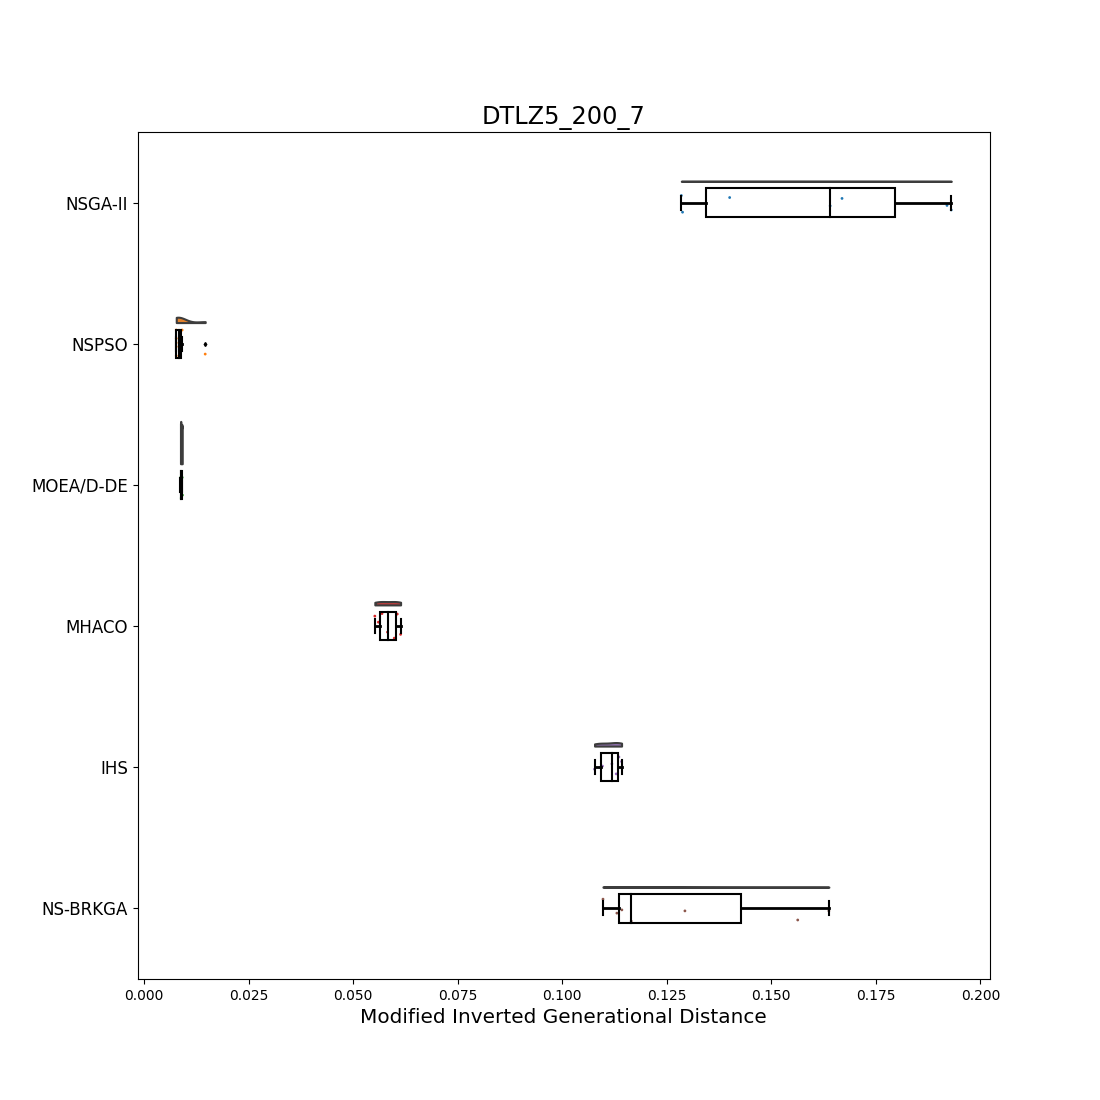 DTLZ5_200_7
NSGA-II
NSPSO
MOEA/D-DE
MHACO
IHS
NS-BRKGA
0.000 0.025 0.050 0.075 0.100 0.125 0.150 0.175 0.200
Modified Inverted Generational Distance